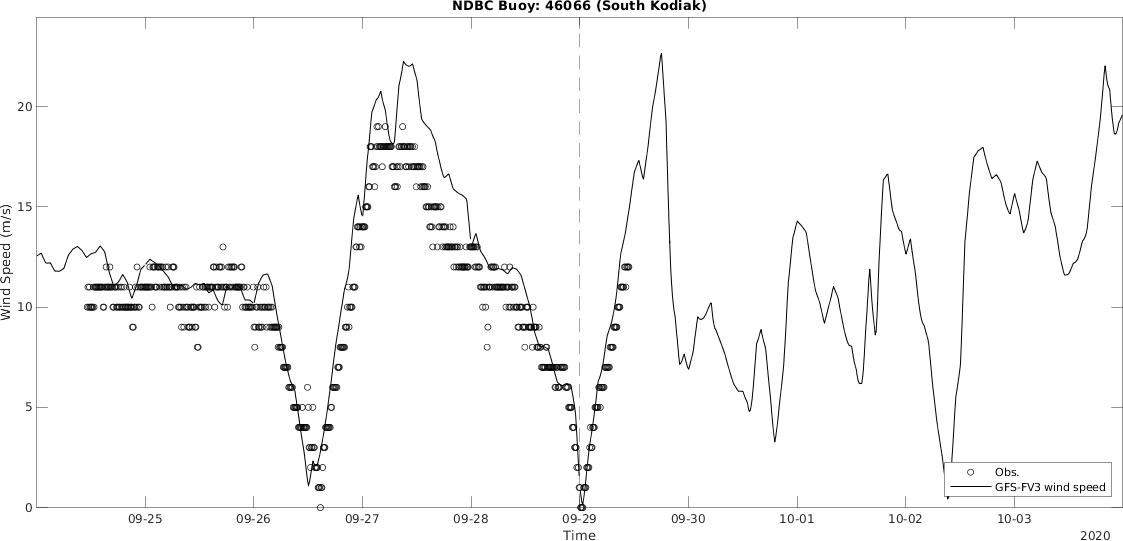 NDBC Buoy: 46066 (South Kodiak)
20
15
10
5
0
Wind Speed (m/s)
Obs.
GFS-FV3 wind speed
09-25 09-26 09-27 09-28 09-29 09-30 10-01 10-02 10-03
Time
2020